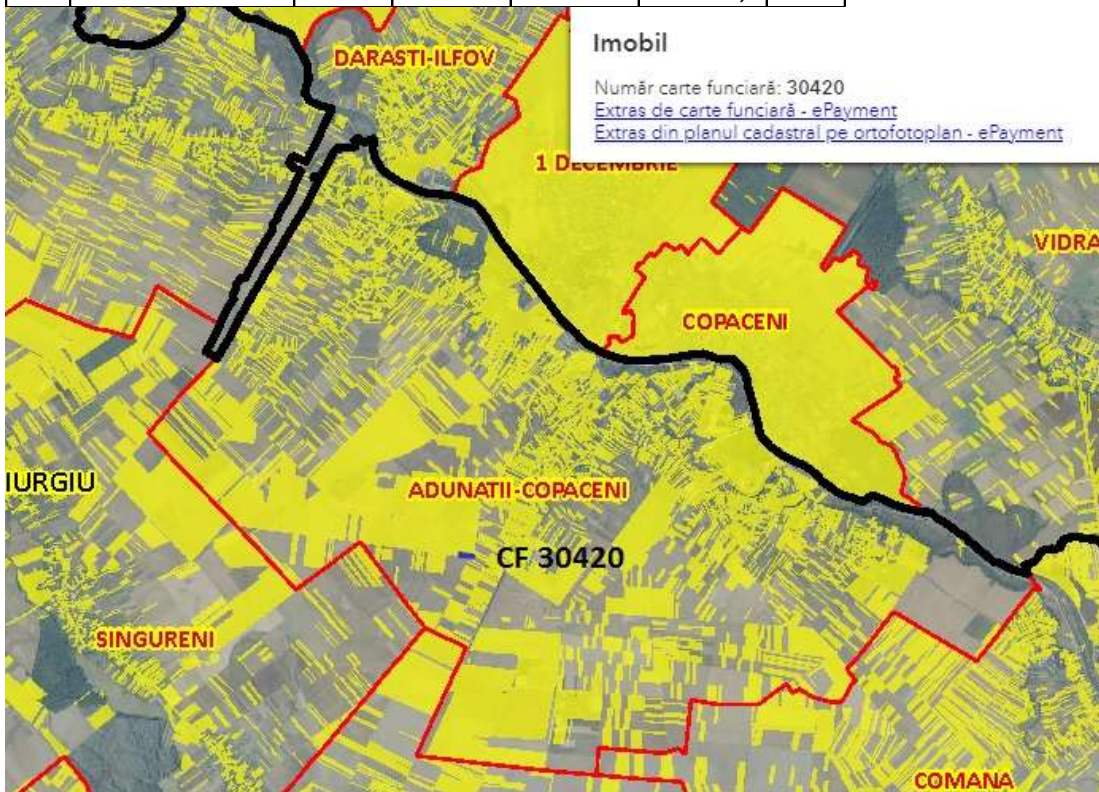 Imobil
Număr carte funciară: 30420
Extras de carte funciară - ePayment
Extras din planul cadastral pe ortofotoplan - ePayment
DARASTI-ILFOV
1 DECEMBRIE
VIDRA
COPACENI
IURGIU
ADUNATII-COPACENI
CF 30420
SINGURENI
COMANA